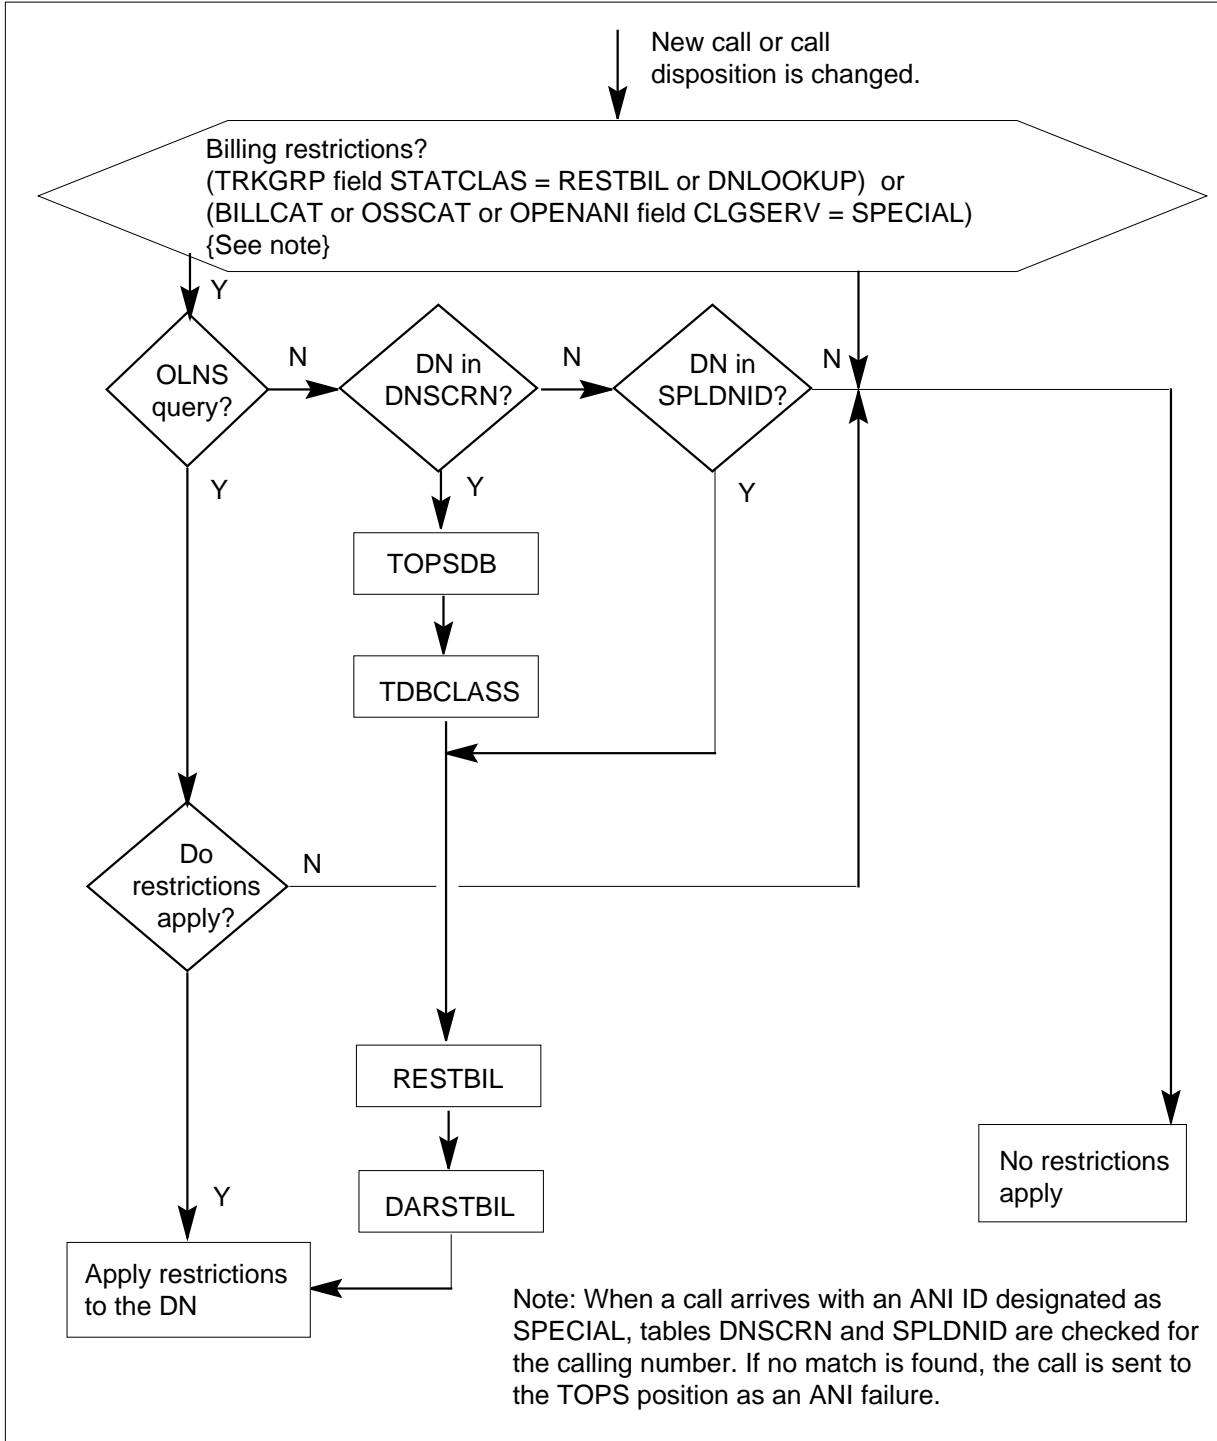 New call or call
disposition is changed.
Billing restrictions?
(TRKGRP field STATCLAS = RESTBIL or DNLOOKUP)  or
(BILLCAT or OSSCAT or OPENANI field CLGSERV = SPECIAL)
{See note}
Y
OLNS
query?
N
DN in
DNSCRN?
N
DN in
SPLDNID?
N
Y
Y
Y
TOPSDB
TDBCLASS
Do
restrictions
apply?
N
RESTBIL
DARSTBIL
Y
Apply restrictions
to the DN
No restrictions
apply
Note: When a call arrives with an ANI ID designated as
SPECIAL, tables DNSCRN and SPLDNID are checked for
the calling number. If no match is found, the call is sent to
the TOPS position as an ANI failure.